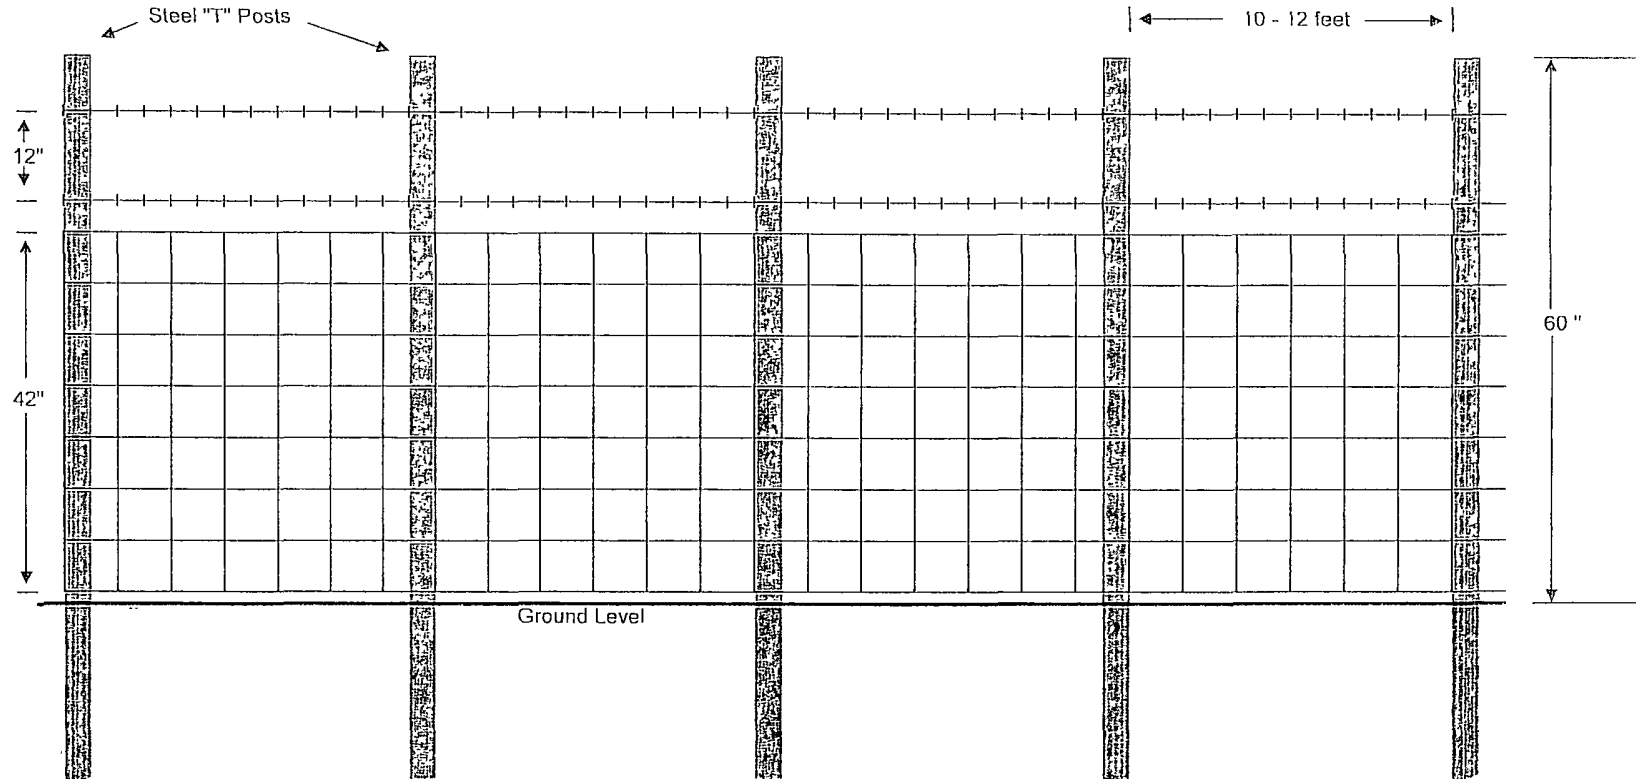 Steel "T" Posts
10 - 12 feet
12"
42"
60 "
Ground Level